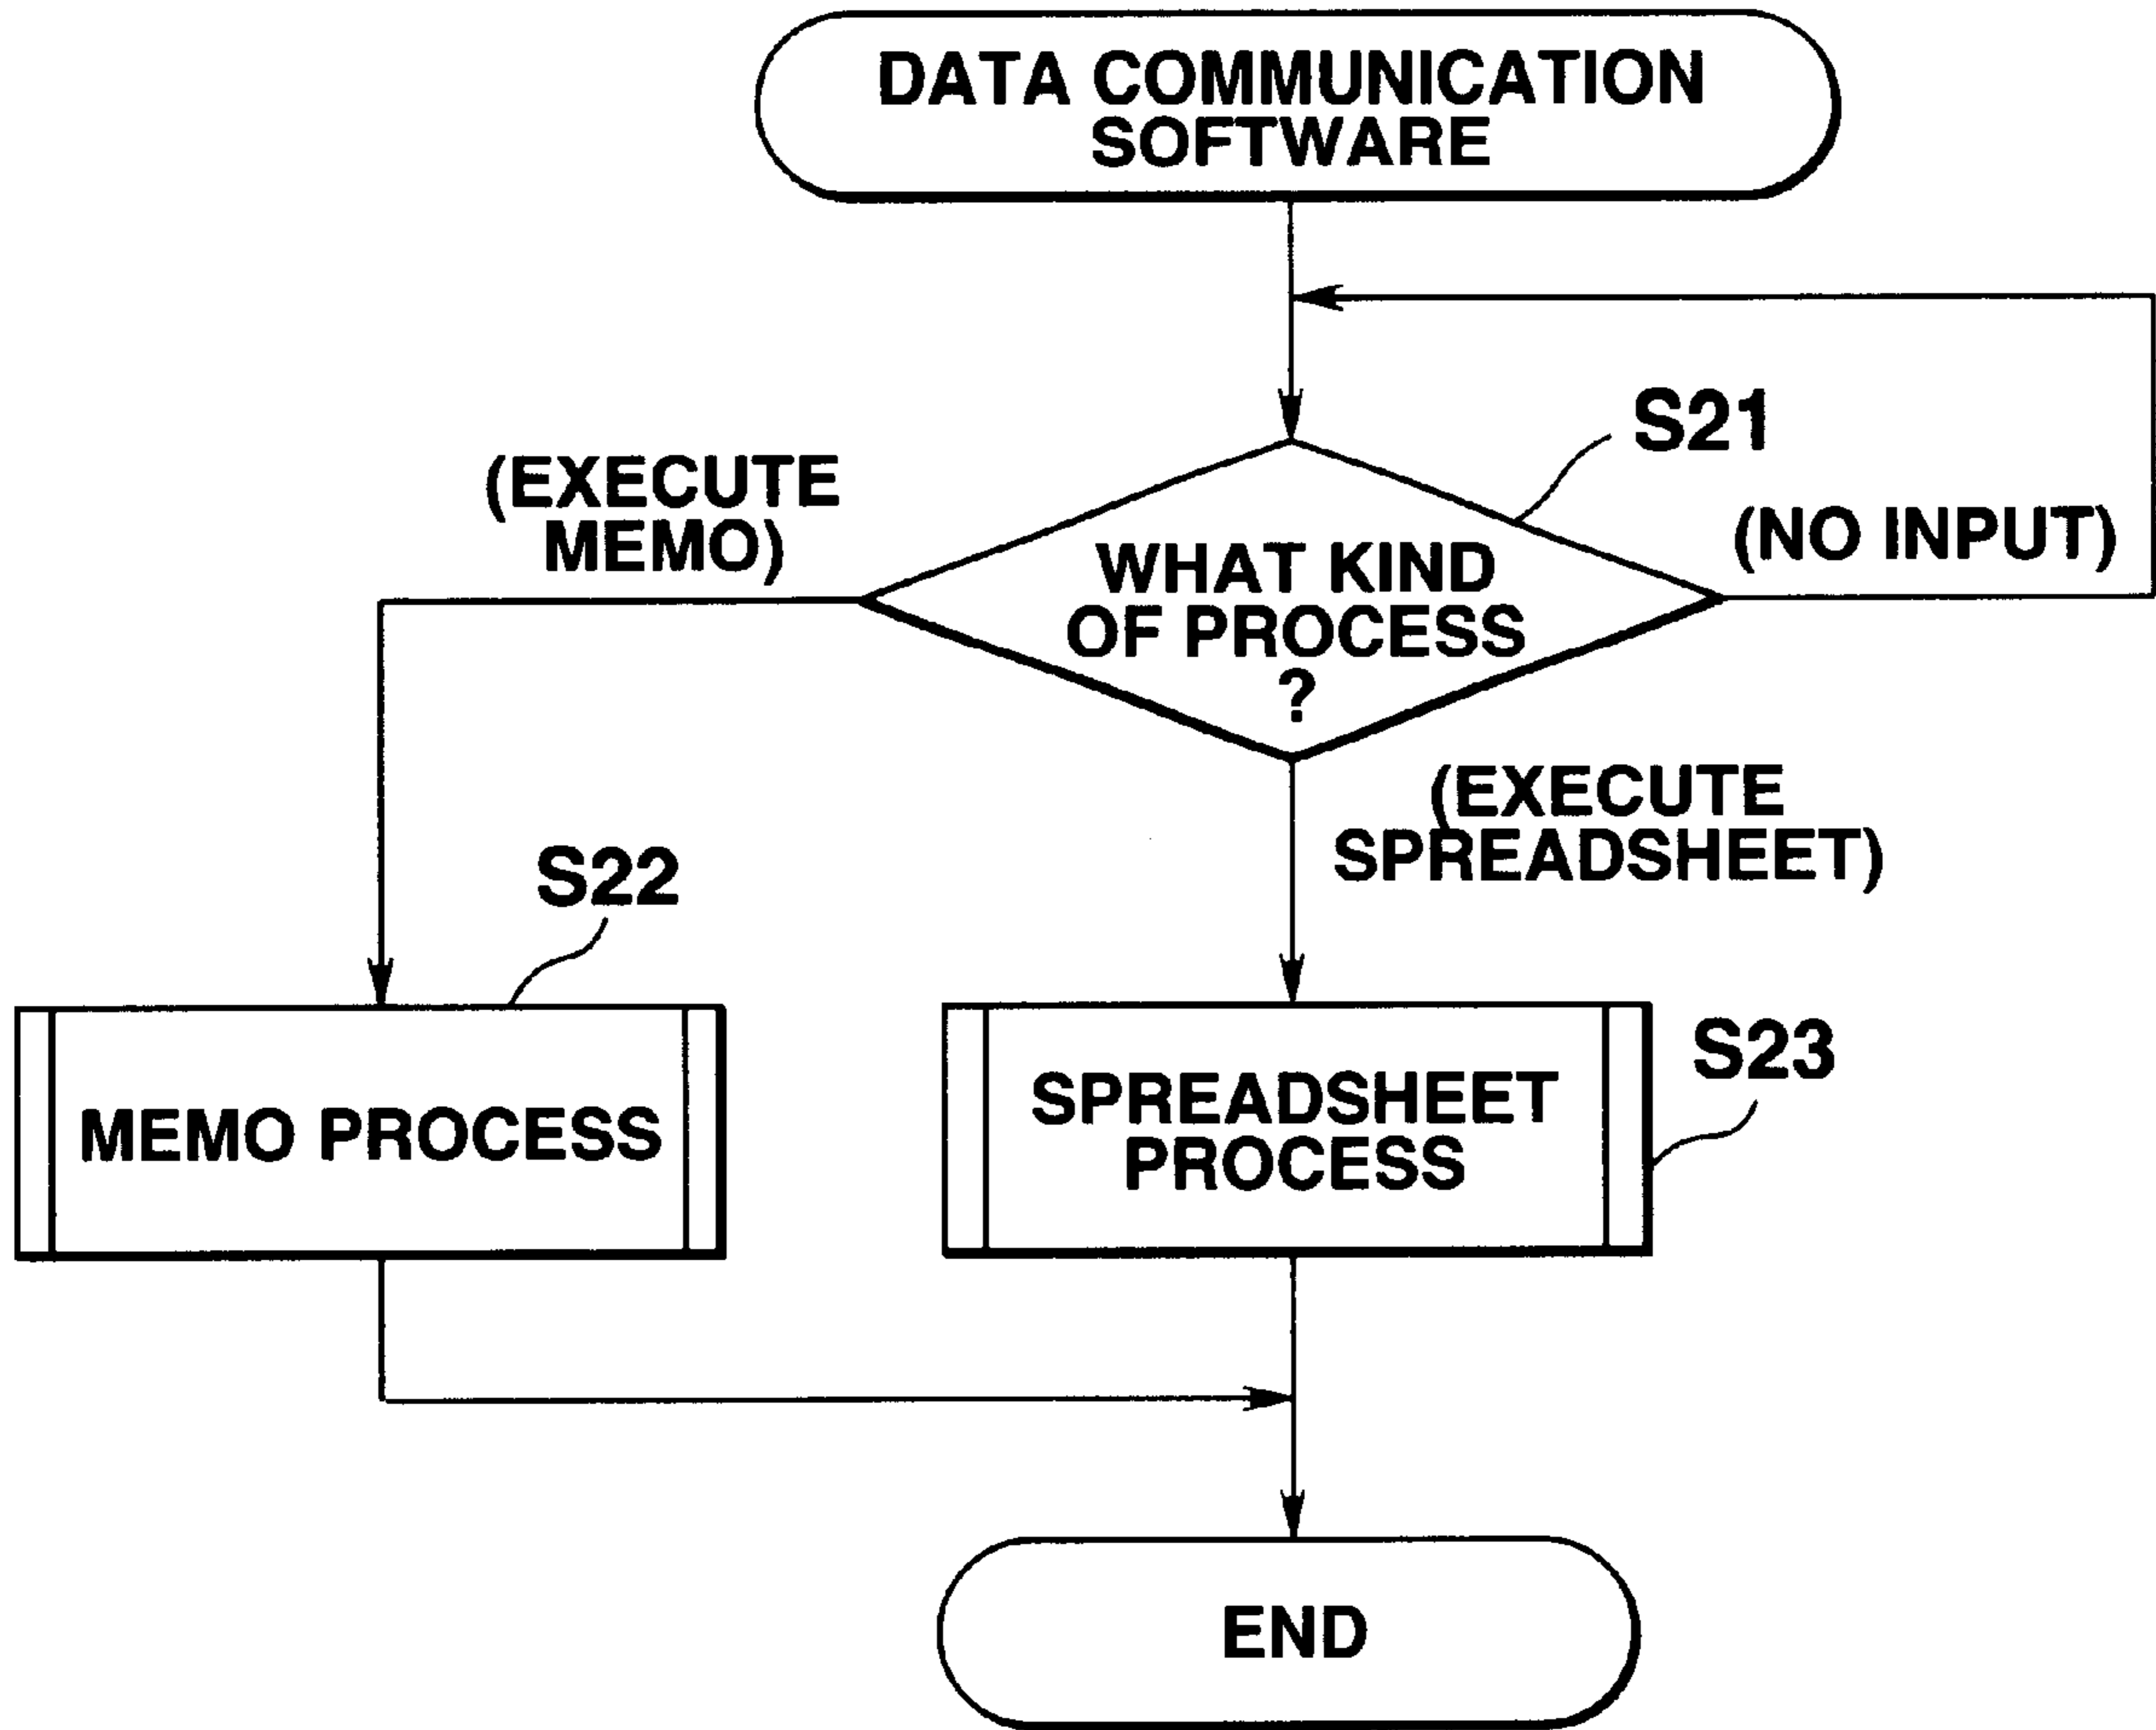 DATA COMMUNICATION
SOFTWARE
S21
(EXECUTE
MEMO)
(NO INPUT)
WHAT KIND
OF PROCESS
?
(EXECUTE
SPREADSHEET)
S22
MEMO PROCESS
S23
SPREADSHEET
PROCESS
END